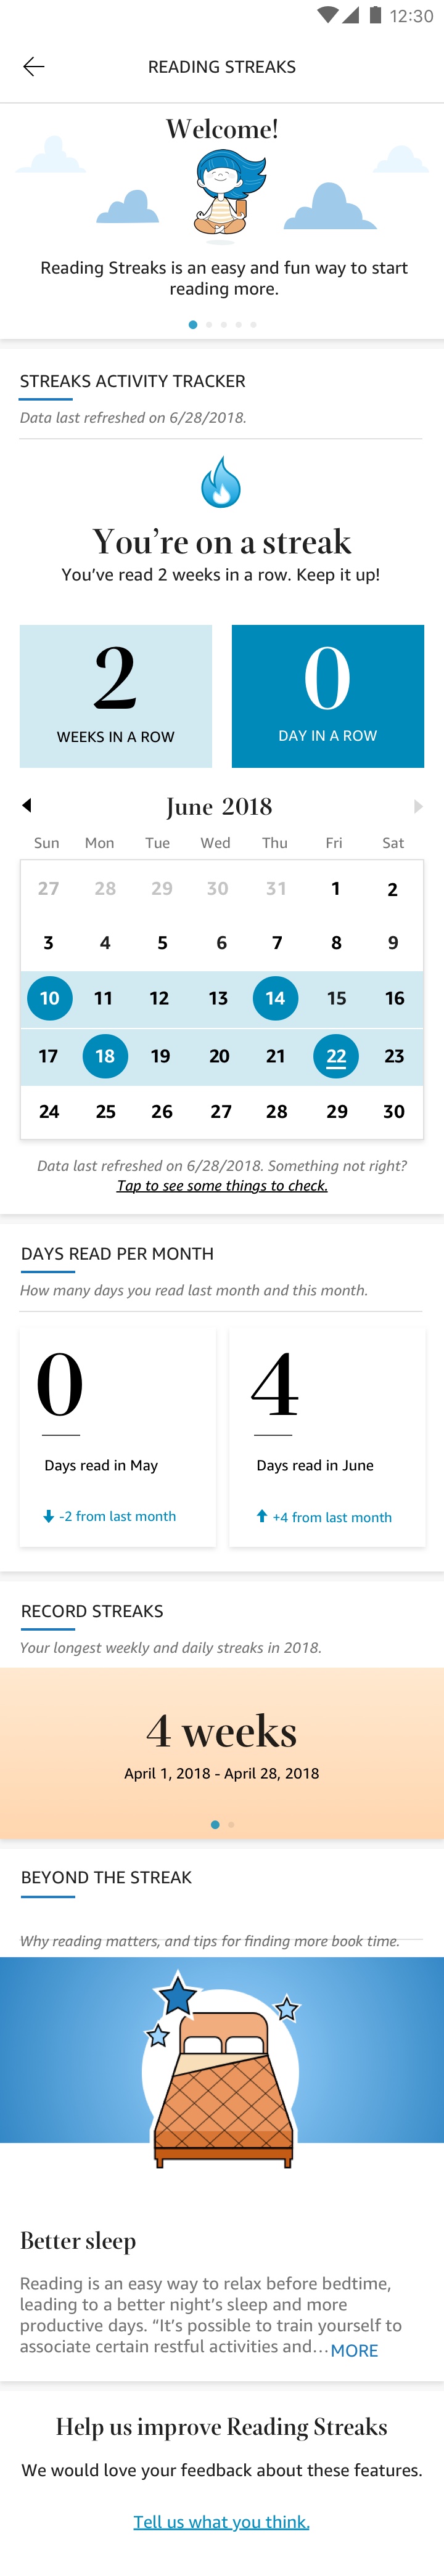 12:30
READING STREAKS
Welcome!
Reading Streaks is an easy and fun way to start
reading more.
STREAKS ACTIVITY TRACKER
Data last refreshed on 6/28/2018.
You’re on a streak
You’ve read 2 weeks in a row. Keep it up!
2
WEEKS IN A ROW
0
DAY IN A ROW
June 2018
Sun Mon Tue Wed Thu Fri Sat
27 28 29 30 31 1 2
3 4 5 6 7 8 9
10 11 12 13 14 15 16
17 18 19 20 21 22 23
24 25 26 27 28 29 30
Data last refreshed on 6/28/2018. Something not right?
Tap to see some things to check.
DAYS READ PER MONTH
How many days you read last month and this month.
0
Days read in May
-2 from last month
4
Days read in June
+4 from last month
RECORD STREAKS
Your longest weekly and daily streaks in 2018.
4 weeks
April 1, 2018 - April 28, 2018
BEYOND THE STREAK
Why reading matters, and tips for finding more book time.
Better sleep
Reading is an easy way to relax before bedtime,
leading to a better night’s sleep and more
productive days. “It’s possible to train yourself to
associate certain restful activities and... MORE
Help us improve Reading Streaks
We would love your feedback about these features.
Tell us what you think.